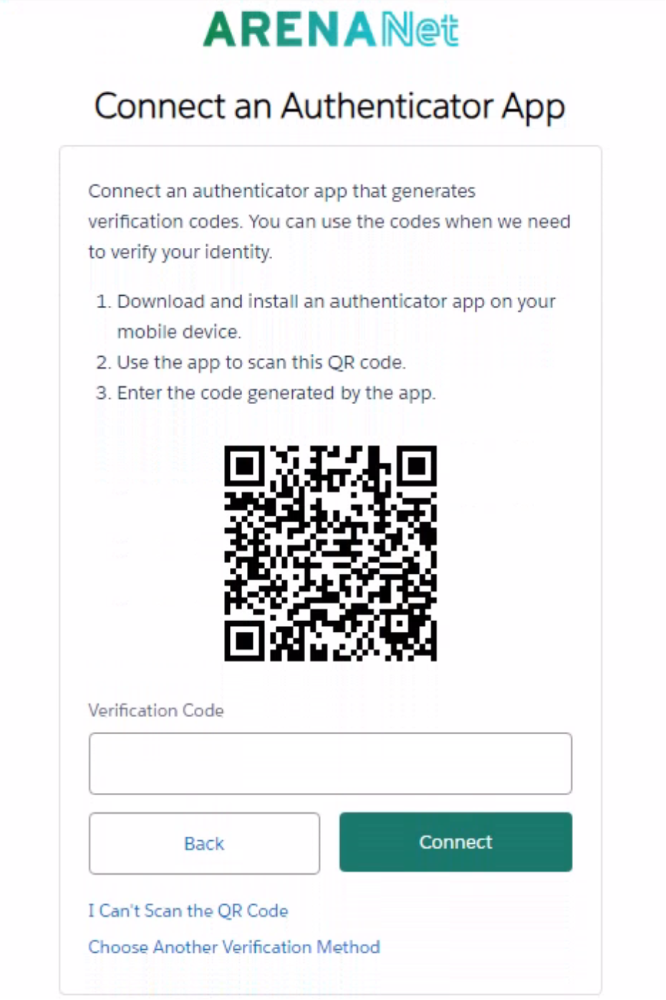 ARENANet
Connect an Authenticator App
Connect an authenticator app that generates
verification codes. You can use the codes when we need
to verify your identity.
1. Download and install an authenticator app on your
mobile device.
2. Use the app to scan this QR code.
3. Enter the code generated by the app.
Verification Code
Back
Connect
I Can't Scan the QR Code
Choose Another Verification Method